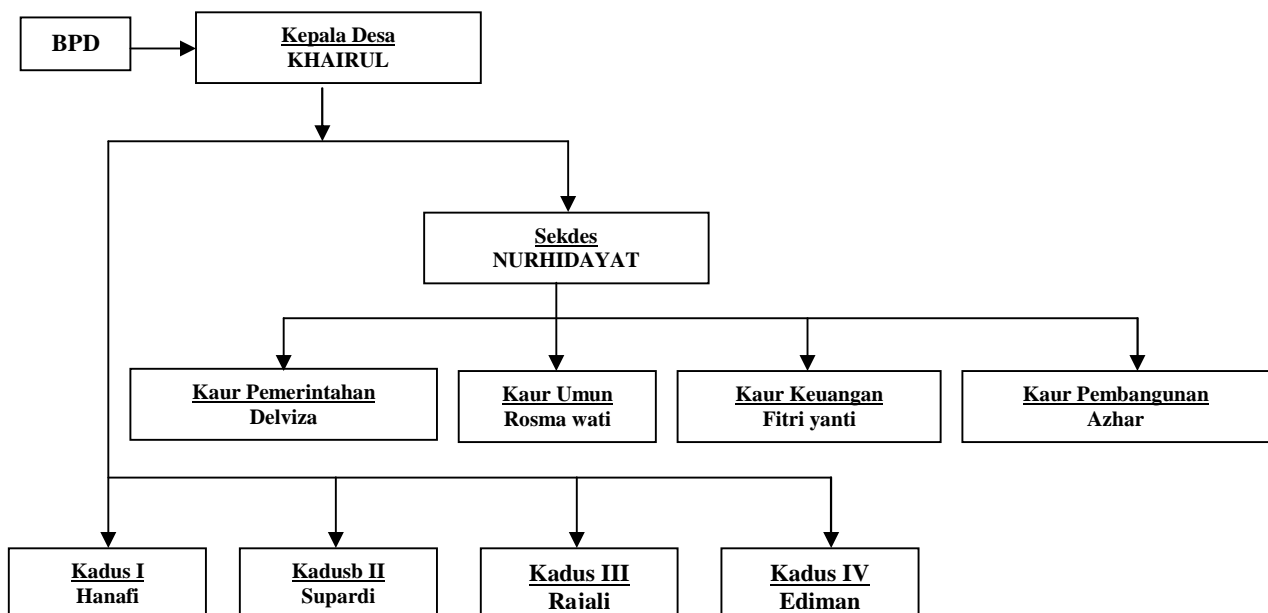 BPD
Kepala Desa
KHAIRUL
Sekdes
NURHIDAYAT
Kaur Pemerintahan
Delviza
Kaur Umun
Rosma wati
Kaur Keuangan
Fitri yanti
Kaur Pembangunan
Azhar
Kadus I
Hanafi
Kadusb II
Supardi
Kadus III
Rajali
Kadus IV
Ediman